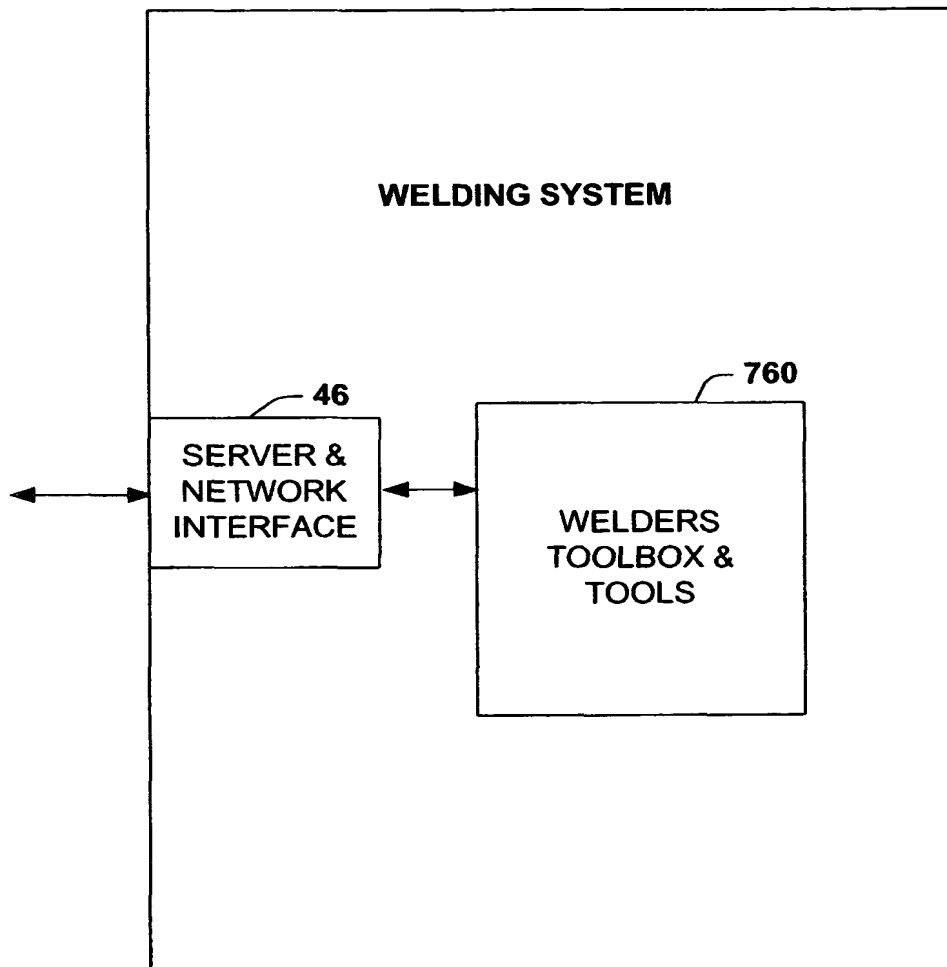 WELDING SYSTEM
46
760
SERVER &
NETWORK
INTERFACE
WELDERS
TOOLBOX &
TOOLS